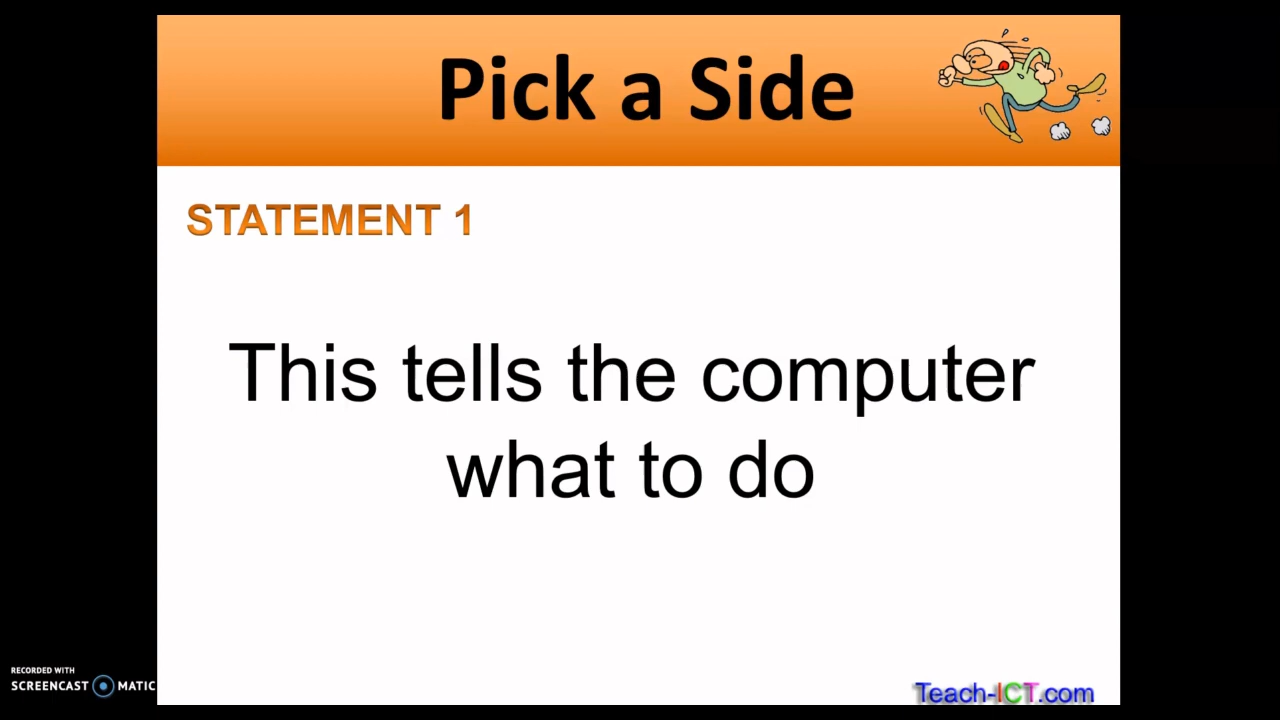 Pick a Side
STATEMENT 1
This tells the computer
what to do
RECORDED WITH
SCREENCAST MATIC
Teach-ICT.com